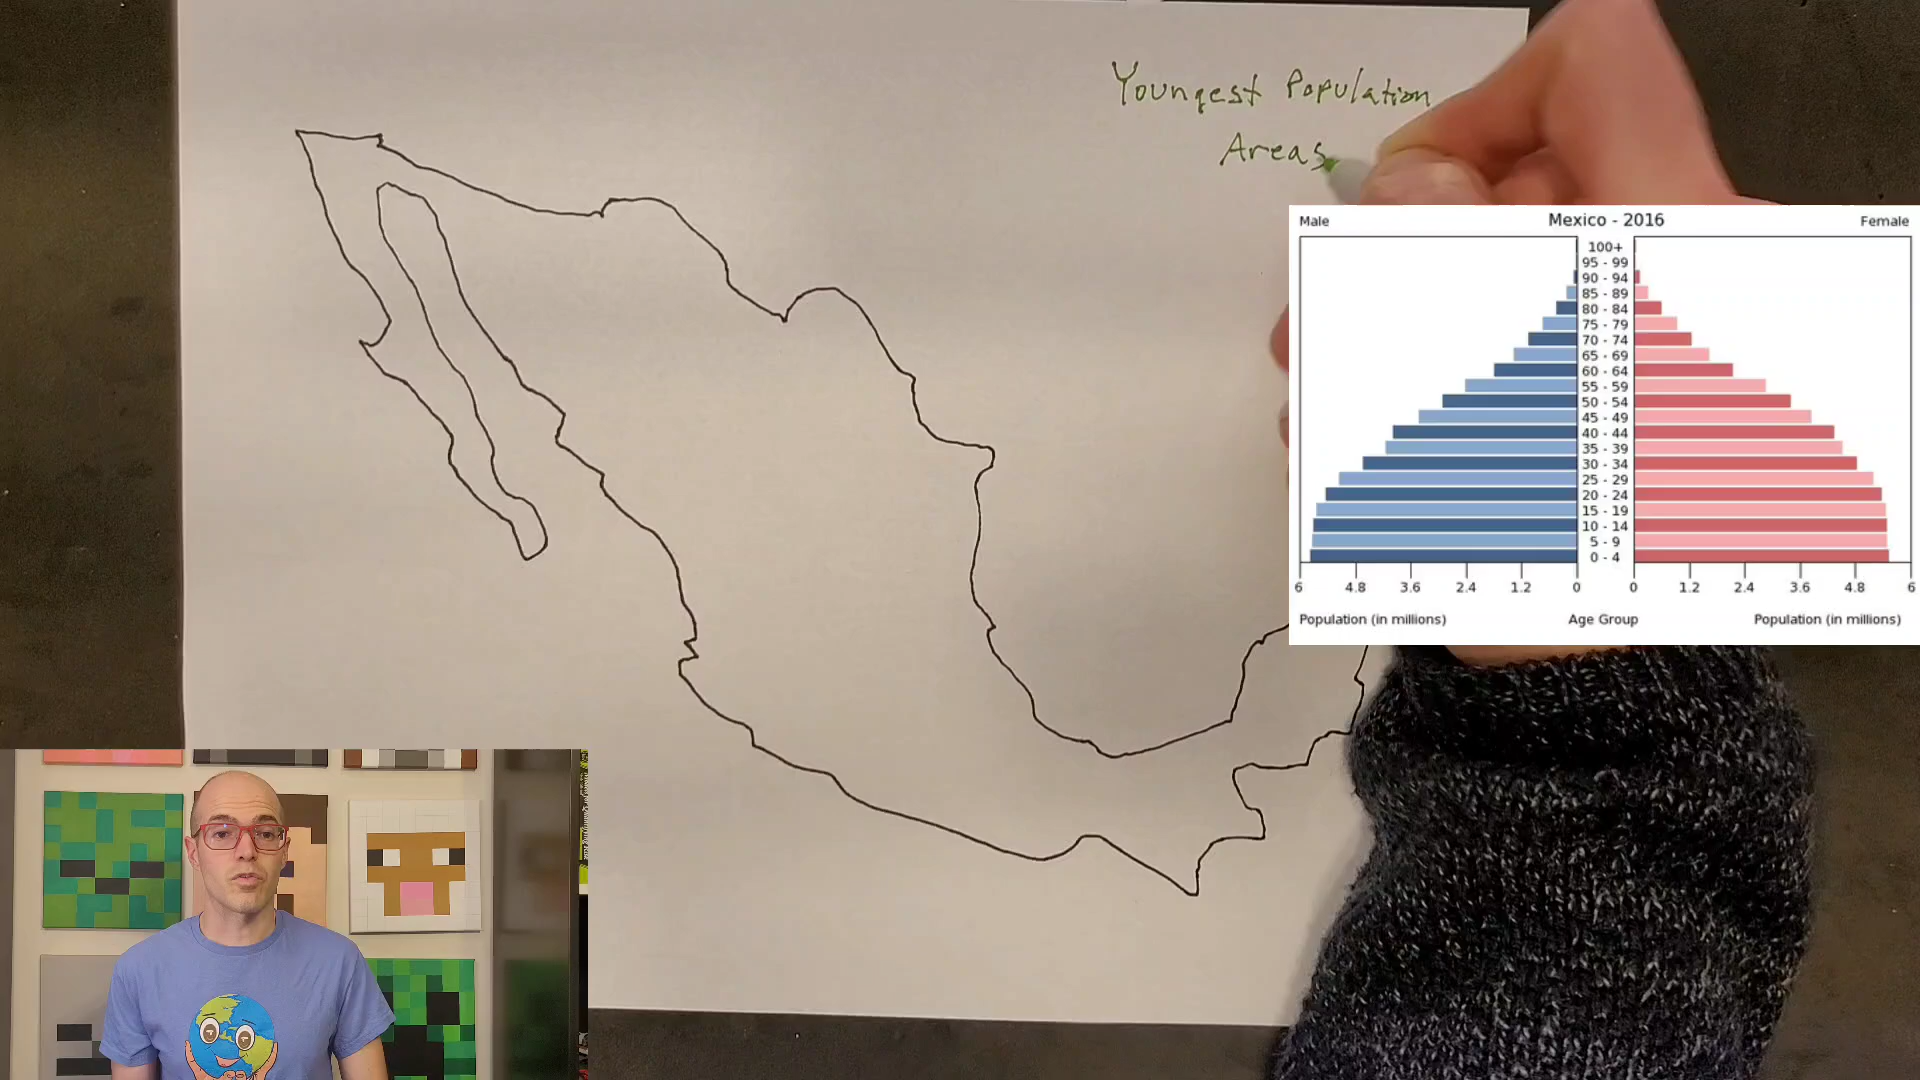 Youngest Population
Areas
Male Mexico - 2016 Female
100+
95 - 99
90 - 94
85 - 89
80 - 84
75 - 79
70 - 74
65 - 69
60 - 64
55 - 59
50 - 54
45 - 49
40 - 44
35 - 39
30 - 34
25 - 29
20 - 24
15 - 19
10 - 14
5 - 9
0 - 4
6 4.8 3.6 2.4 1.2 0 0 1.2 2.4 3.6 4.8 6
Population (in millions) Age Group Population (in millions)